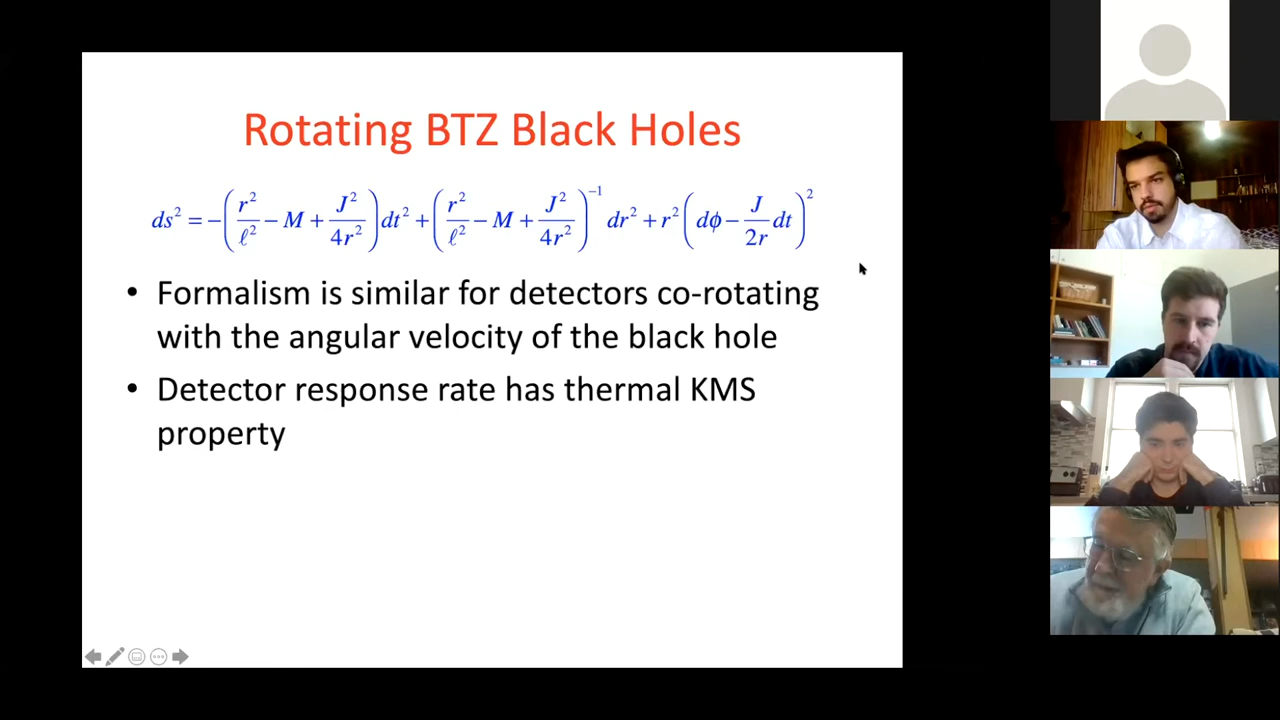 Rotating BTZ Black Holes
ds² = −(r²/ℓ² − M + J²/4r²)dt² + (r²/ℓ² − M + J²/4r²)⁻¹ dr² + r²(dϕ − J/2r dt)²
• Formalism is similar for detectors co-rotating
with the angular velocity of the black hole
• Detector response rate has thermal KMS
property